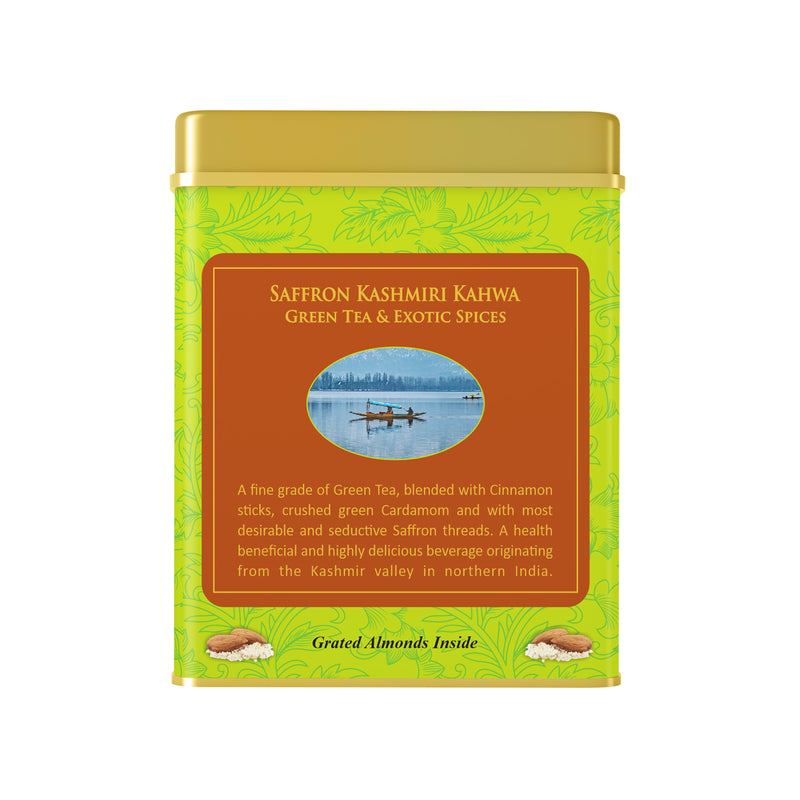 SAFFRON KASHMIRI KAHWA
GREEN TEA & EXOTIC SPICES
A fine grade of Green Tea, blended with Cinnamon
sticks, crushed green Cardamom and with most
desirable and seductive Saffron threads. A health
beneficial and highly delicious beverage originating
from the Kashmir valley in northern India.
Grated Almonds Inside